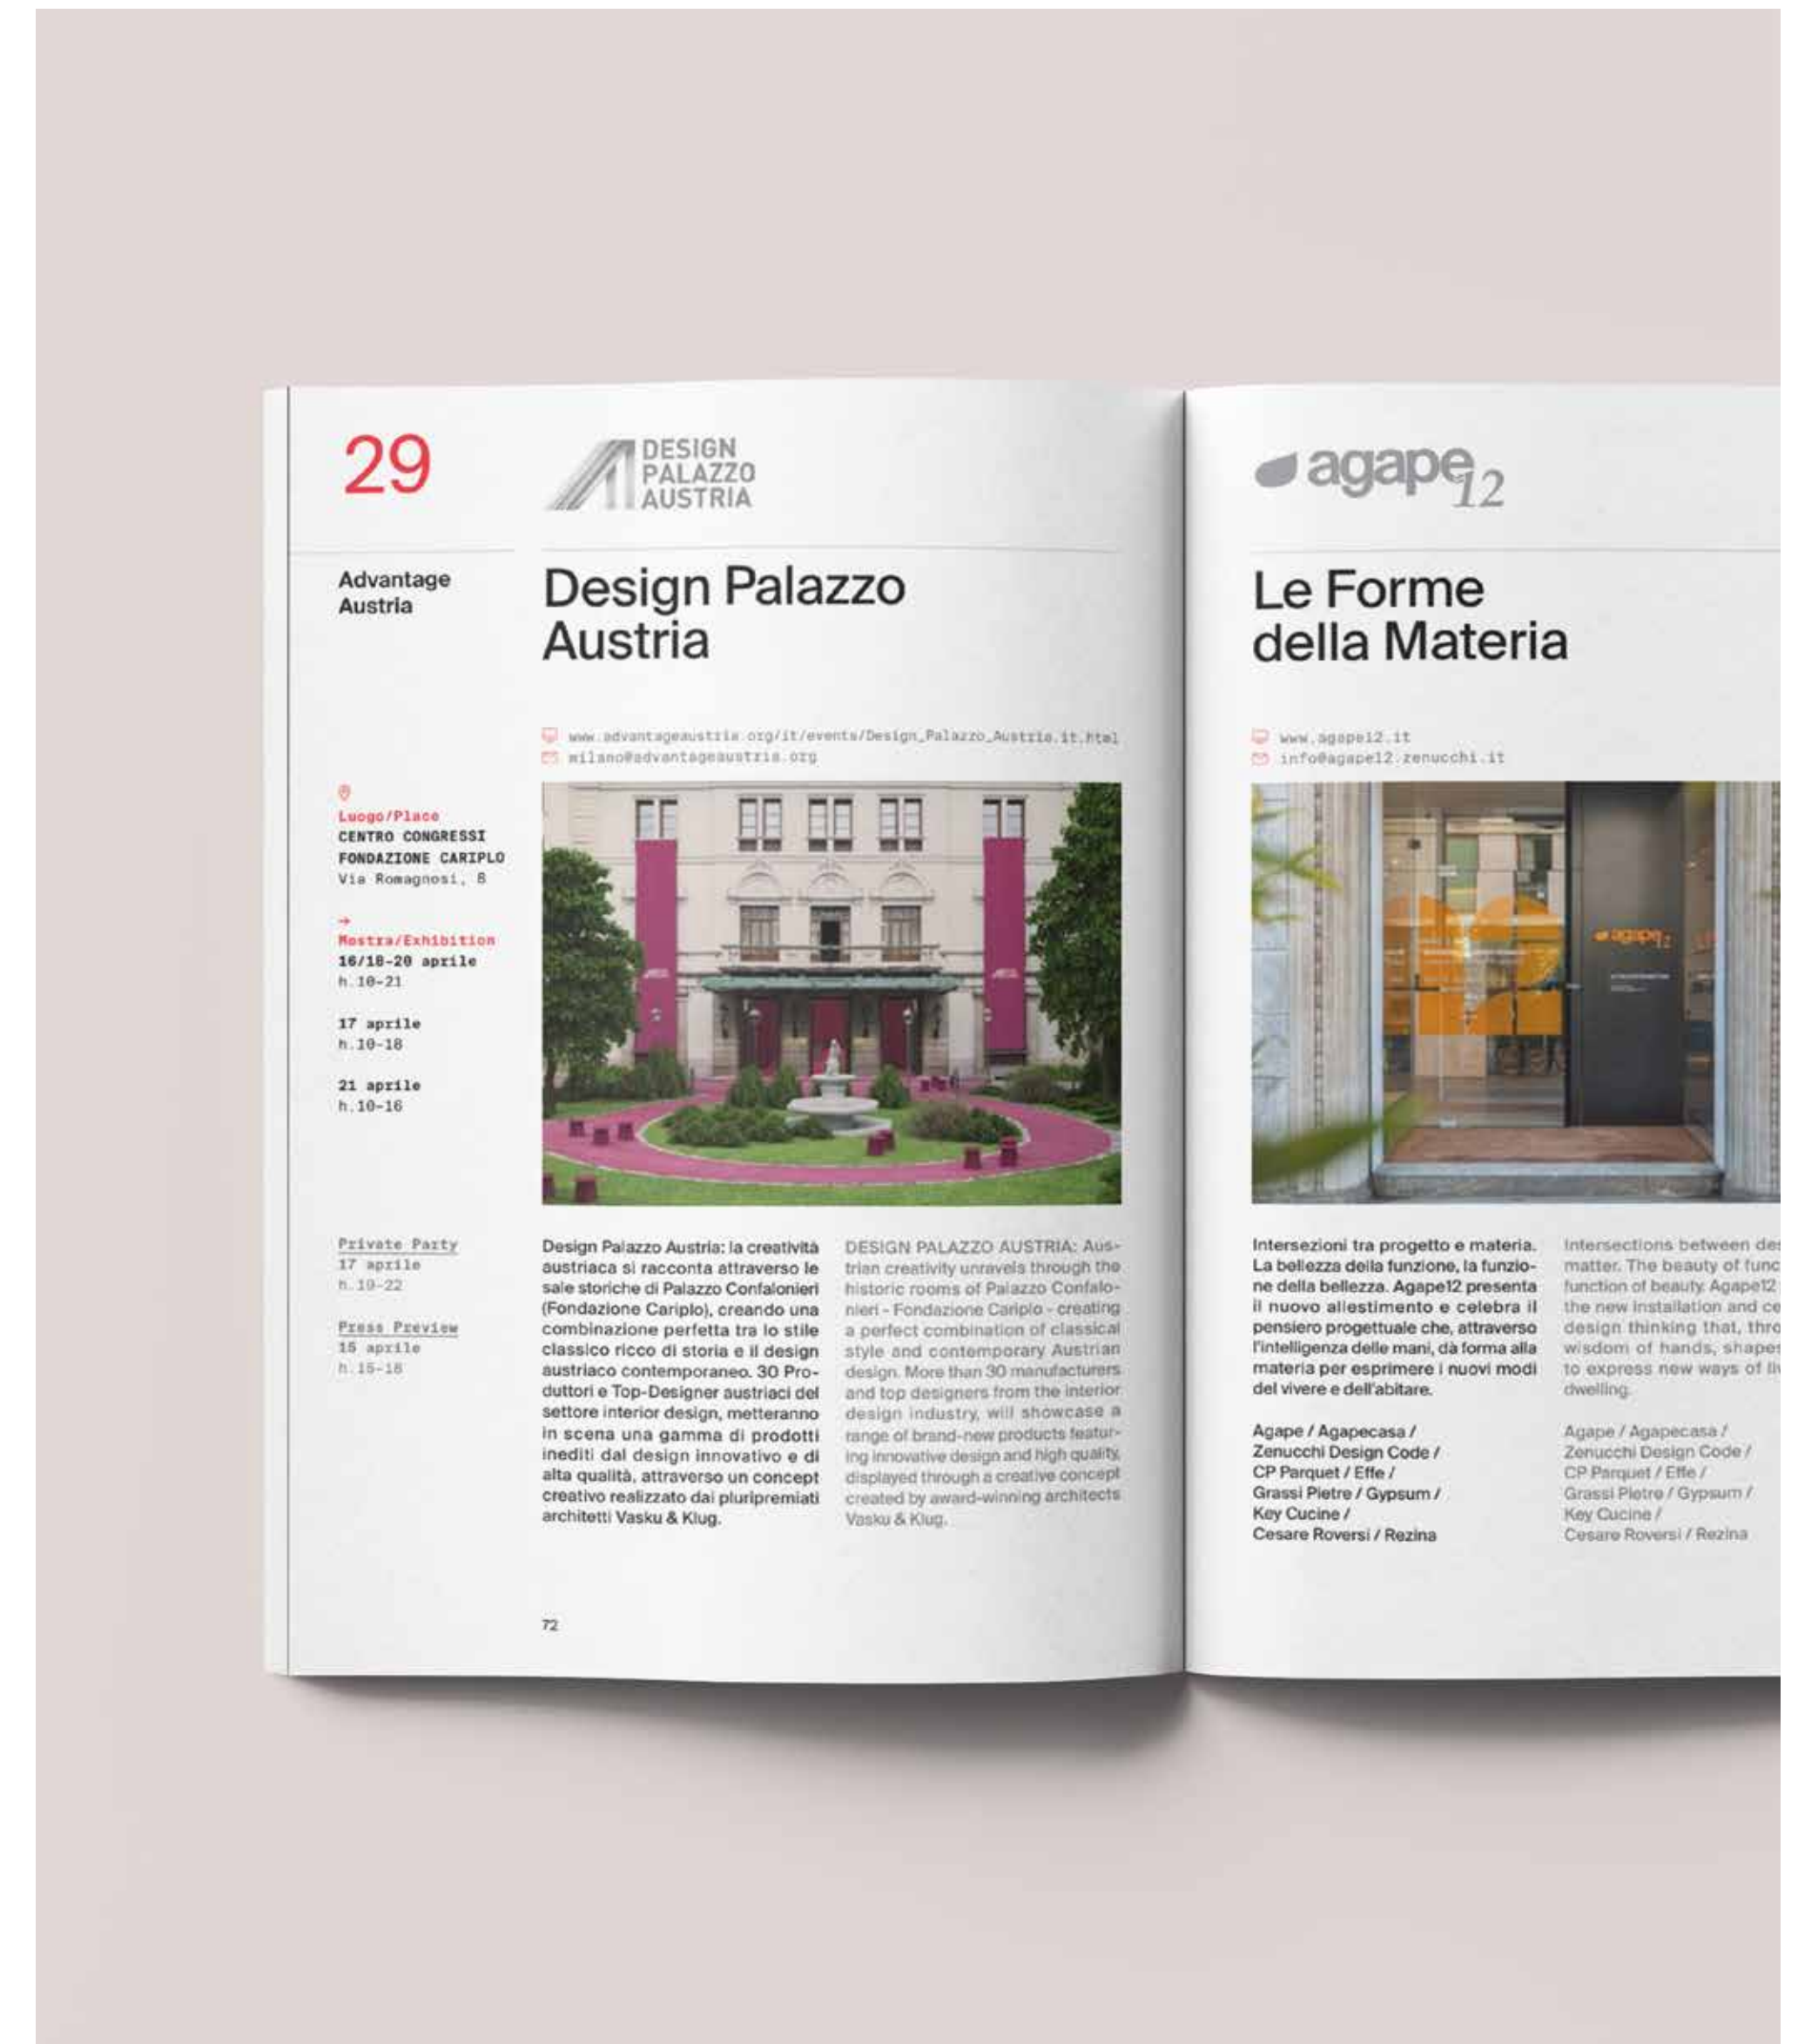 29
DESIGN
PALAZZO
AUSTRIA
Advantage
Austria
Design Palazzo
Austria
www.advantageaustria.org/it/events/Design_Palazzo_Austria.it.html
milano@advantageaustria.org
Luogo/Place
CENTRO CONGRESSI
FONDAZIONE CARIPLO
Via Romagnosi, 8
Mostra/Exhibition
16/18-20 aprile
h.10-21
17 aprile
h.10-18
21 aprile
h.10-16
Private Party
17 aprile
h.19-22
Press Preview
15 aprile
h.15-18
Design Palazzo Austria: la creatività
austriaca si racconta attraverso le
sale storiche di Palazzo Confalonieri
(Fondazione Cariplo), creando una
combinazione perfetta tra lo stile
classico ricco di storia e il design
austriaco contemporaneo. 30 Pro-
duttori e Top-Designer austriaci del
settore interior design, metteranno
in scena una gamma di prodotti
inediti dal design innovativo e di
alta qualità, attraverso un concept
creativo realizzato dai pluripremiati
architetti Vasku & Klug.
DESIGN PALAZZO AUSTRIA: Aus-
trian creativity unravels through the
historic rooms of Palazzo Confalo-
nieri - Fondazione Cariplo - creating
a perfect combination of classical
style and contemporary Austrian
design. More than 30 manufacturers
and top designers from the interior
design industry, will showcase a
range of brand-new products featur-
ing innovative design and high quality,
displayed through a creative concept
created by award-winning architects
Vasku & Klug.
72
agape12
Le Forme
della Materia
www.agape12.it
info@agape12.zenucchi.it
12
agape12
Intersezioni tra progetto e materia.
La bellezza della funzione, la funzio-
ne della bellezza. Agape12 presenta
il nuovo allestimento e celebra il
pensiero progettuale che, attraverso
l'intelligenza delle mani, dà forma alla
materia per esprimere i nuovi modi
del vivere e dell'abitare.
Agape / Agapecasa /
Zenucchi Design Code /
CP Parquet / Effe /
Grassi Pietre / Gypsum /
Key Cucine /
Cesare Roversi / Rezina
Intersections between
matter. The beauty of
function of beauty. Agape12
the new installation and
design thinking that,
wisdom of hands, shapes
to express new ways of
dwelling.
Agape / Agapecasa /
Zenucchi Design Code /
CP Parquet / Effe /
Grassi Pietre / Gypsum /
Key Cucine /
Cesare Roversi / Rezina